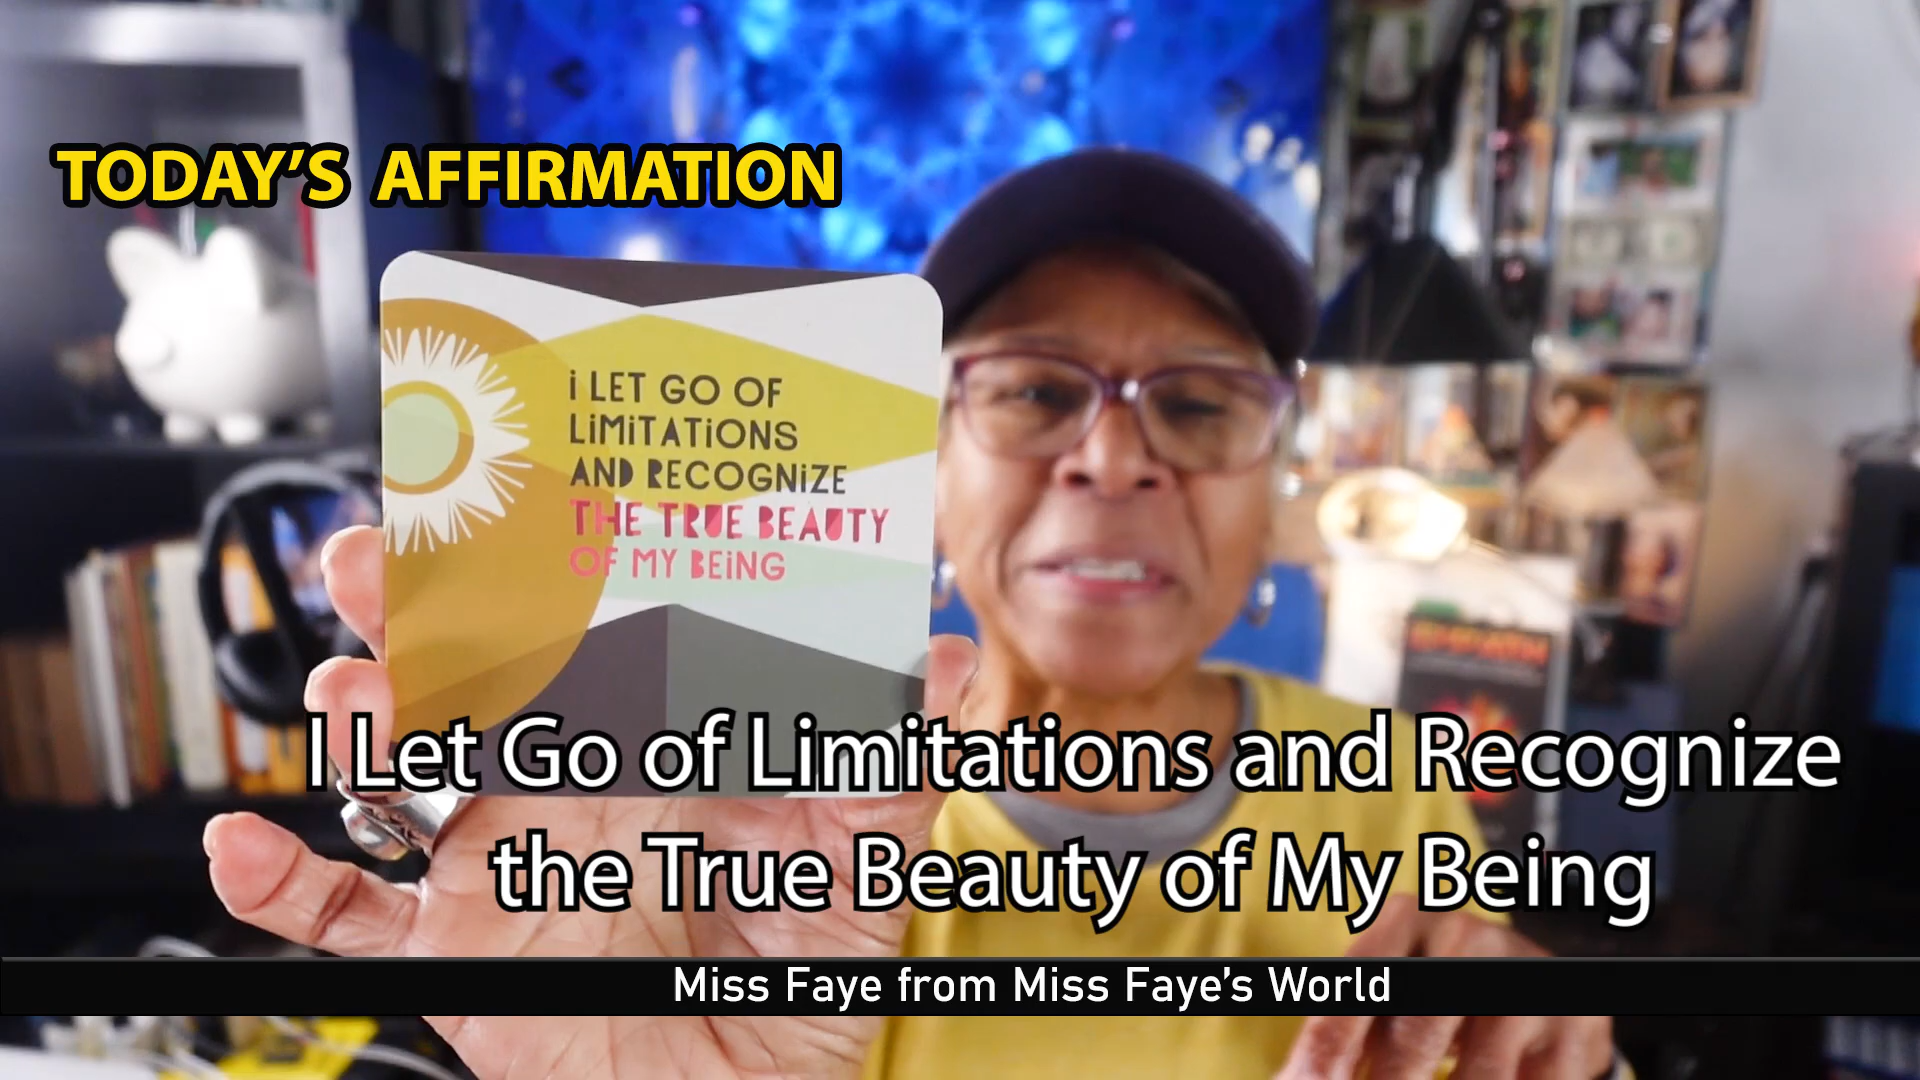 TODAY'S AFFIRMATION
i LET GO OF
LiMiTATiONS
AND RECOGNiZE
THE TRUE BEAUTY
OF MY BEiNG
I Let Go of Limitations and Recognize
the True Beauty of My Being
Miss Faye from Miss Faye's World